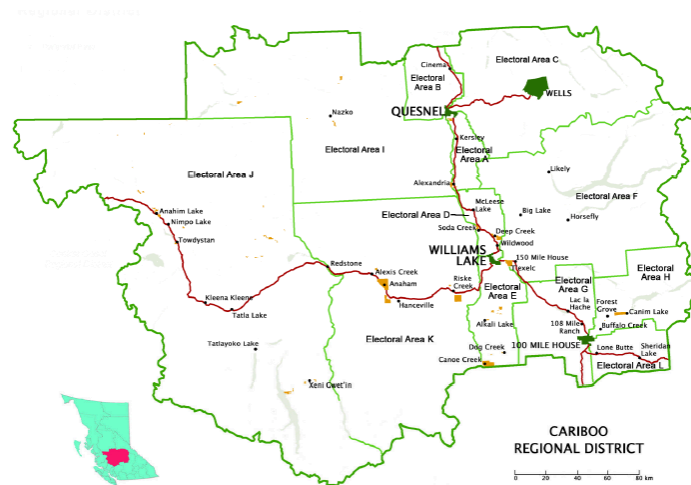 Cinema
Electoral
Area B
Electoral Area C
WELLS
QUESNEL
Nazko
Kersley
Electoral
Area A
Electoral Area I
Likely
Electoral Area J
Alexandria
Electoral Area F
McLeese
Lake
Electoral Area D
Big Lake
Horsefly
Anahim Lake
Nimpo Lake
Soda Creek
Deep Creek
Towdystan
Wildwood
WILLIAMS
LAKE
150 Mile House
Texelc
Redstone
Alexis Creek
Anaham
Riske
Creek
Electoral
Area E
Electoral
Area G
Electoral Area
H
Kleena Kleene
Tatla Lake
Hanceville
Lac la
Hache
Forest
Grove
Canim Lake
Alkali Lake
108 Mile
Ranch
Buffalo Creek
Electoral Area K
Tatlayoko Lake
Dog Creek
100 MILE HOUSE
Lone Butte
Sheridan
Lake
Canoe Creek
Electoral Area L
Xeni Gwet'in
CARIBOO
REGIONAL DISTRICT
0 20 40 60 80 km